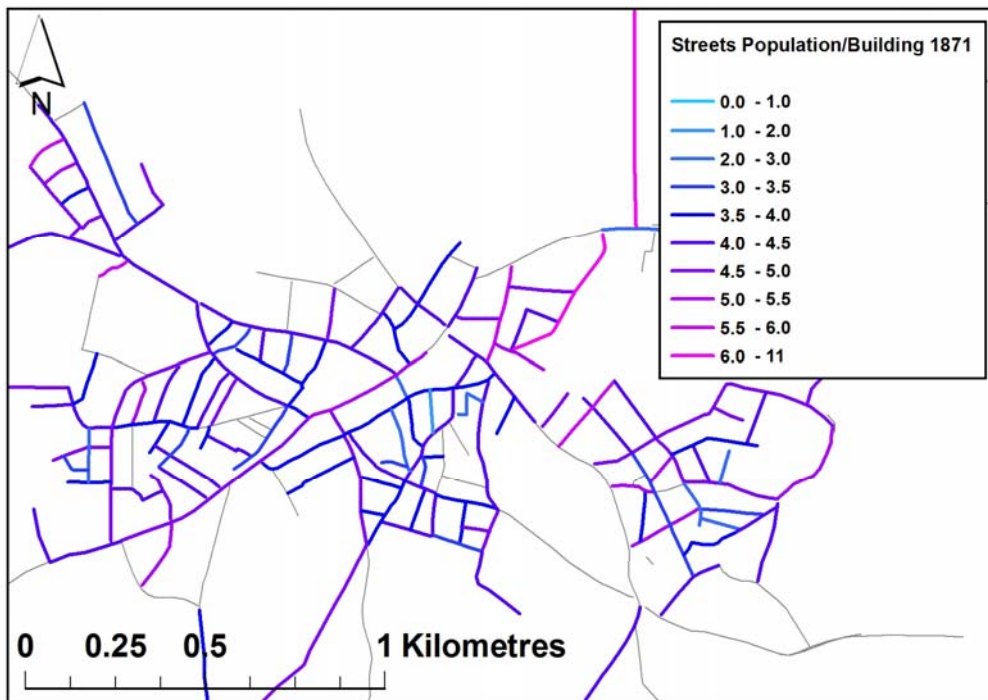 Streets Population/Building 1871
0.0 - 1.0
1.0 - 2.0
2.0 - 3.0
3.0 - 3.5
3.5 - 4.0
4.0 - 4.5
4.5 - 5.0
5.0 - 5.5
5.5 - 6.0
6.0 - 11
N
0 0.25 0.5 1 Kilometres